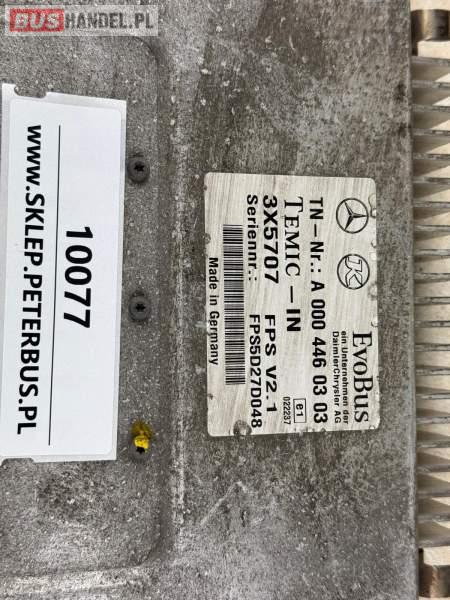 BUSHANDEL.PL
WWW.SKLEP.PETERBUS.PL
10077
EvoBus
ein Unternehmen der
DaimlerChrysler AG
TN-Nr.: A 000 446 03 03
TEMIC-IN
e1
022237
3X5707 FPS V2.1
Seriennr.: FPS5D27D048
Made in Germany